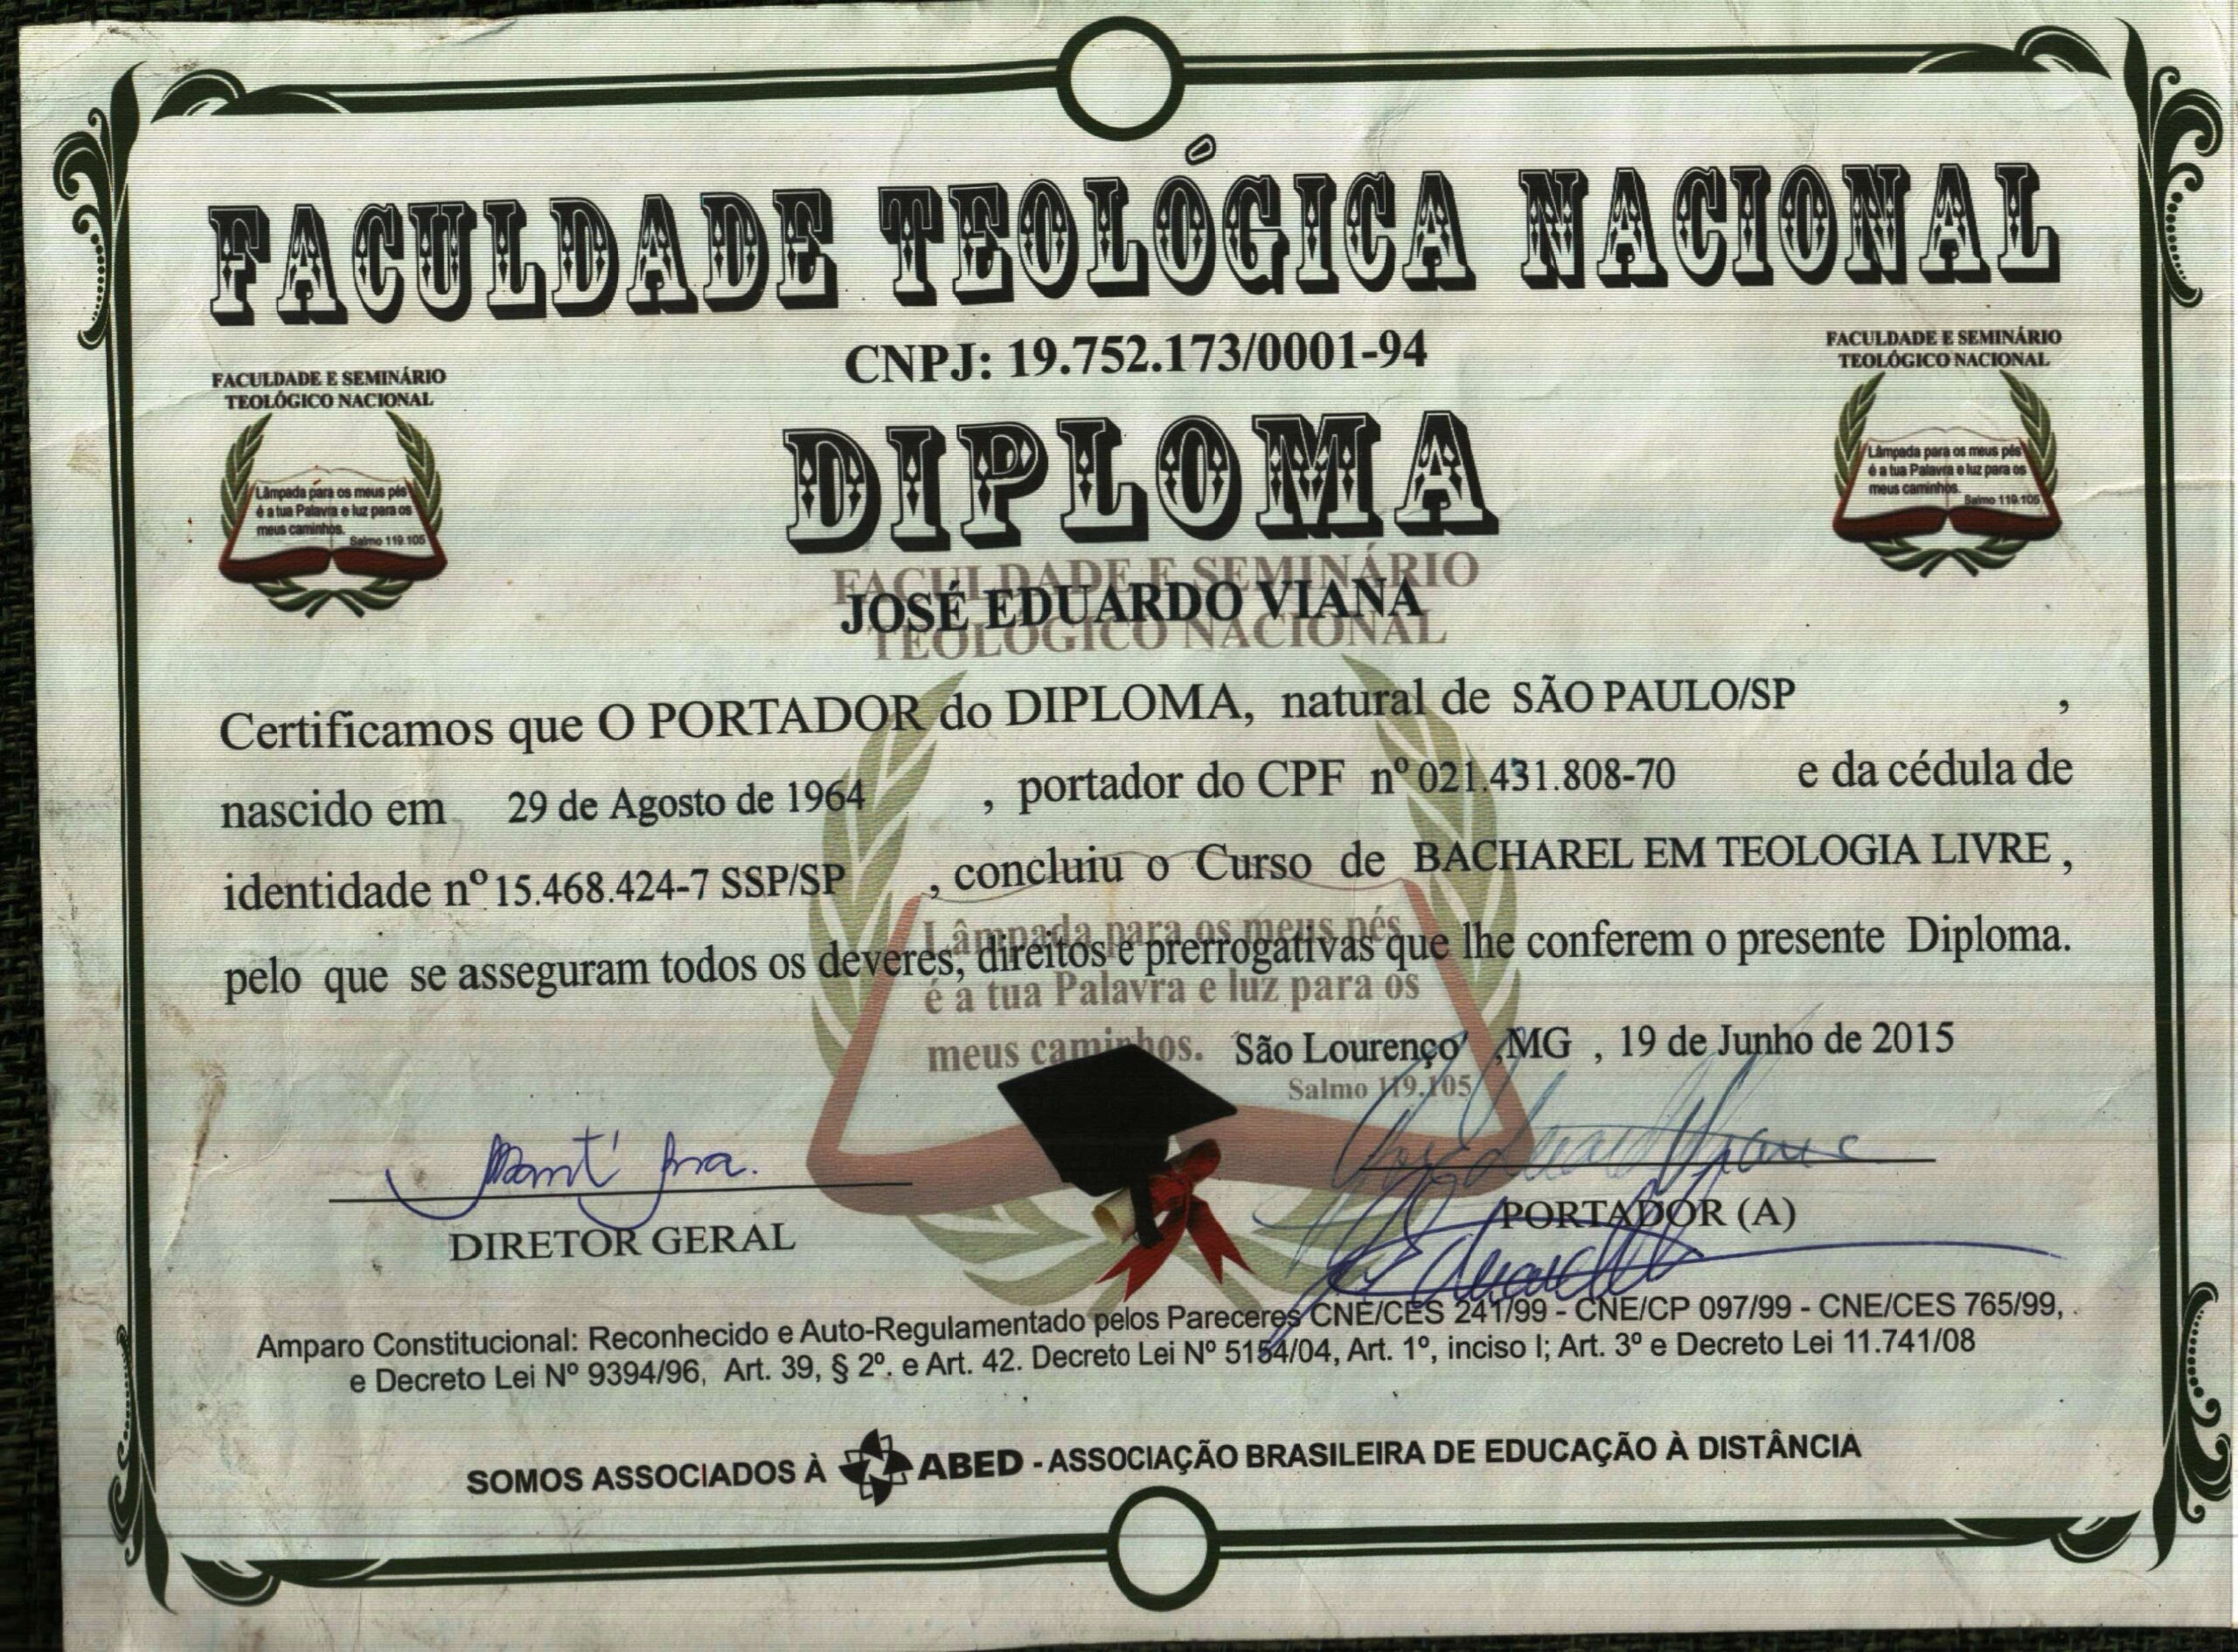 FACULDADE TEOLÓGICA NACIONAL
CNPJ: 19.752.173/0001-94
FACULDADE E SEMINÁRIO
TEOLÓGICO NACIONAL
Lâmpada para os meus pés
é a tua Palavra e luz para os
meus caminhos.
Salmo 119.105
FACULDADE E SEMINÁRIO
TEOLÓGICO NACIONAL
Lâmpada para os meus pés
é a tua Palavra e luz para os
meus caminhos.
Salmo 119.105
DIPLOMA
FACULDADE E SEMINÁRIO
JOSÉ EDUARDO VIANA
TEOLÓGICO NACIONAL
Certificamos que O PORTADOR do DIPLOMA, natural de SÃO PAULO/SP ,
nascido em 29 de Agosto de 1964 , portador do CPF nº 021.431.808-70 e da cédula de
identidade nº 15.468.424-7 SSP/SP , concluiu o Curso de BACHAREL EM TEOLOGIA LIVRE ,
Lâmpada para os meus pés
pelo que se asseguram todos os deveres, direitos e prerrogativas que lhe conferem o presente Diploma.
é a tua Palavra e luz para os
meus caminhos.
São Lourenço ,MG , 19 de Junho de 2015
Salmo 119.105
DIRETOR GERAL
PORTADOR (A)
Amparo Constitucional: Reconhecido e Auto-Regulamentado pelos Pareceres CNE/CES 241/99 - CNE/CP 097/99 - CNE/CES 765/99, .
e Decreto Lei Nº 9394/96, Art. 39, § 2º. e Art. 42. Decreto Lei Nº 5154/04, Art. 1º, inciso I; Art. 3º e Decreto Lei 11.741/08
SOMOS ASSOCIADOS À ABED - ASSOCIAÇÃO BRASILEIRA DE EDUCAÇÃO À DISTÂNCIA